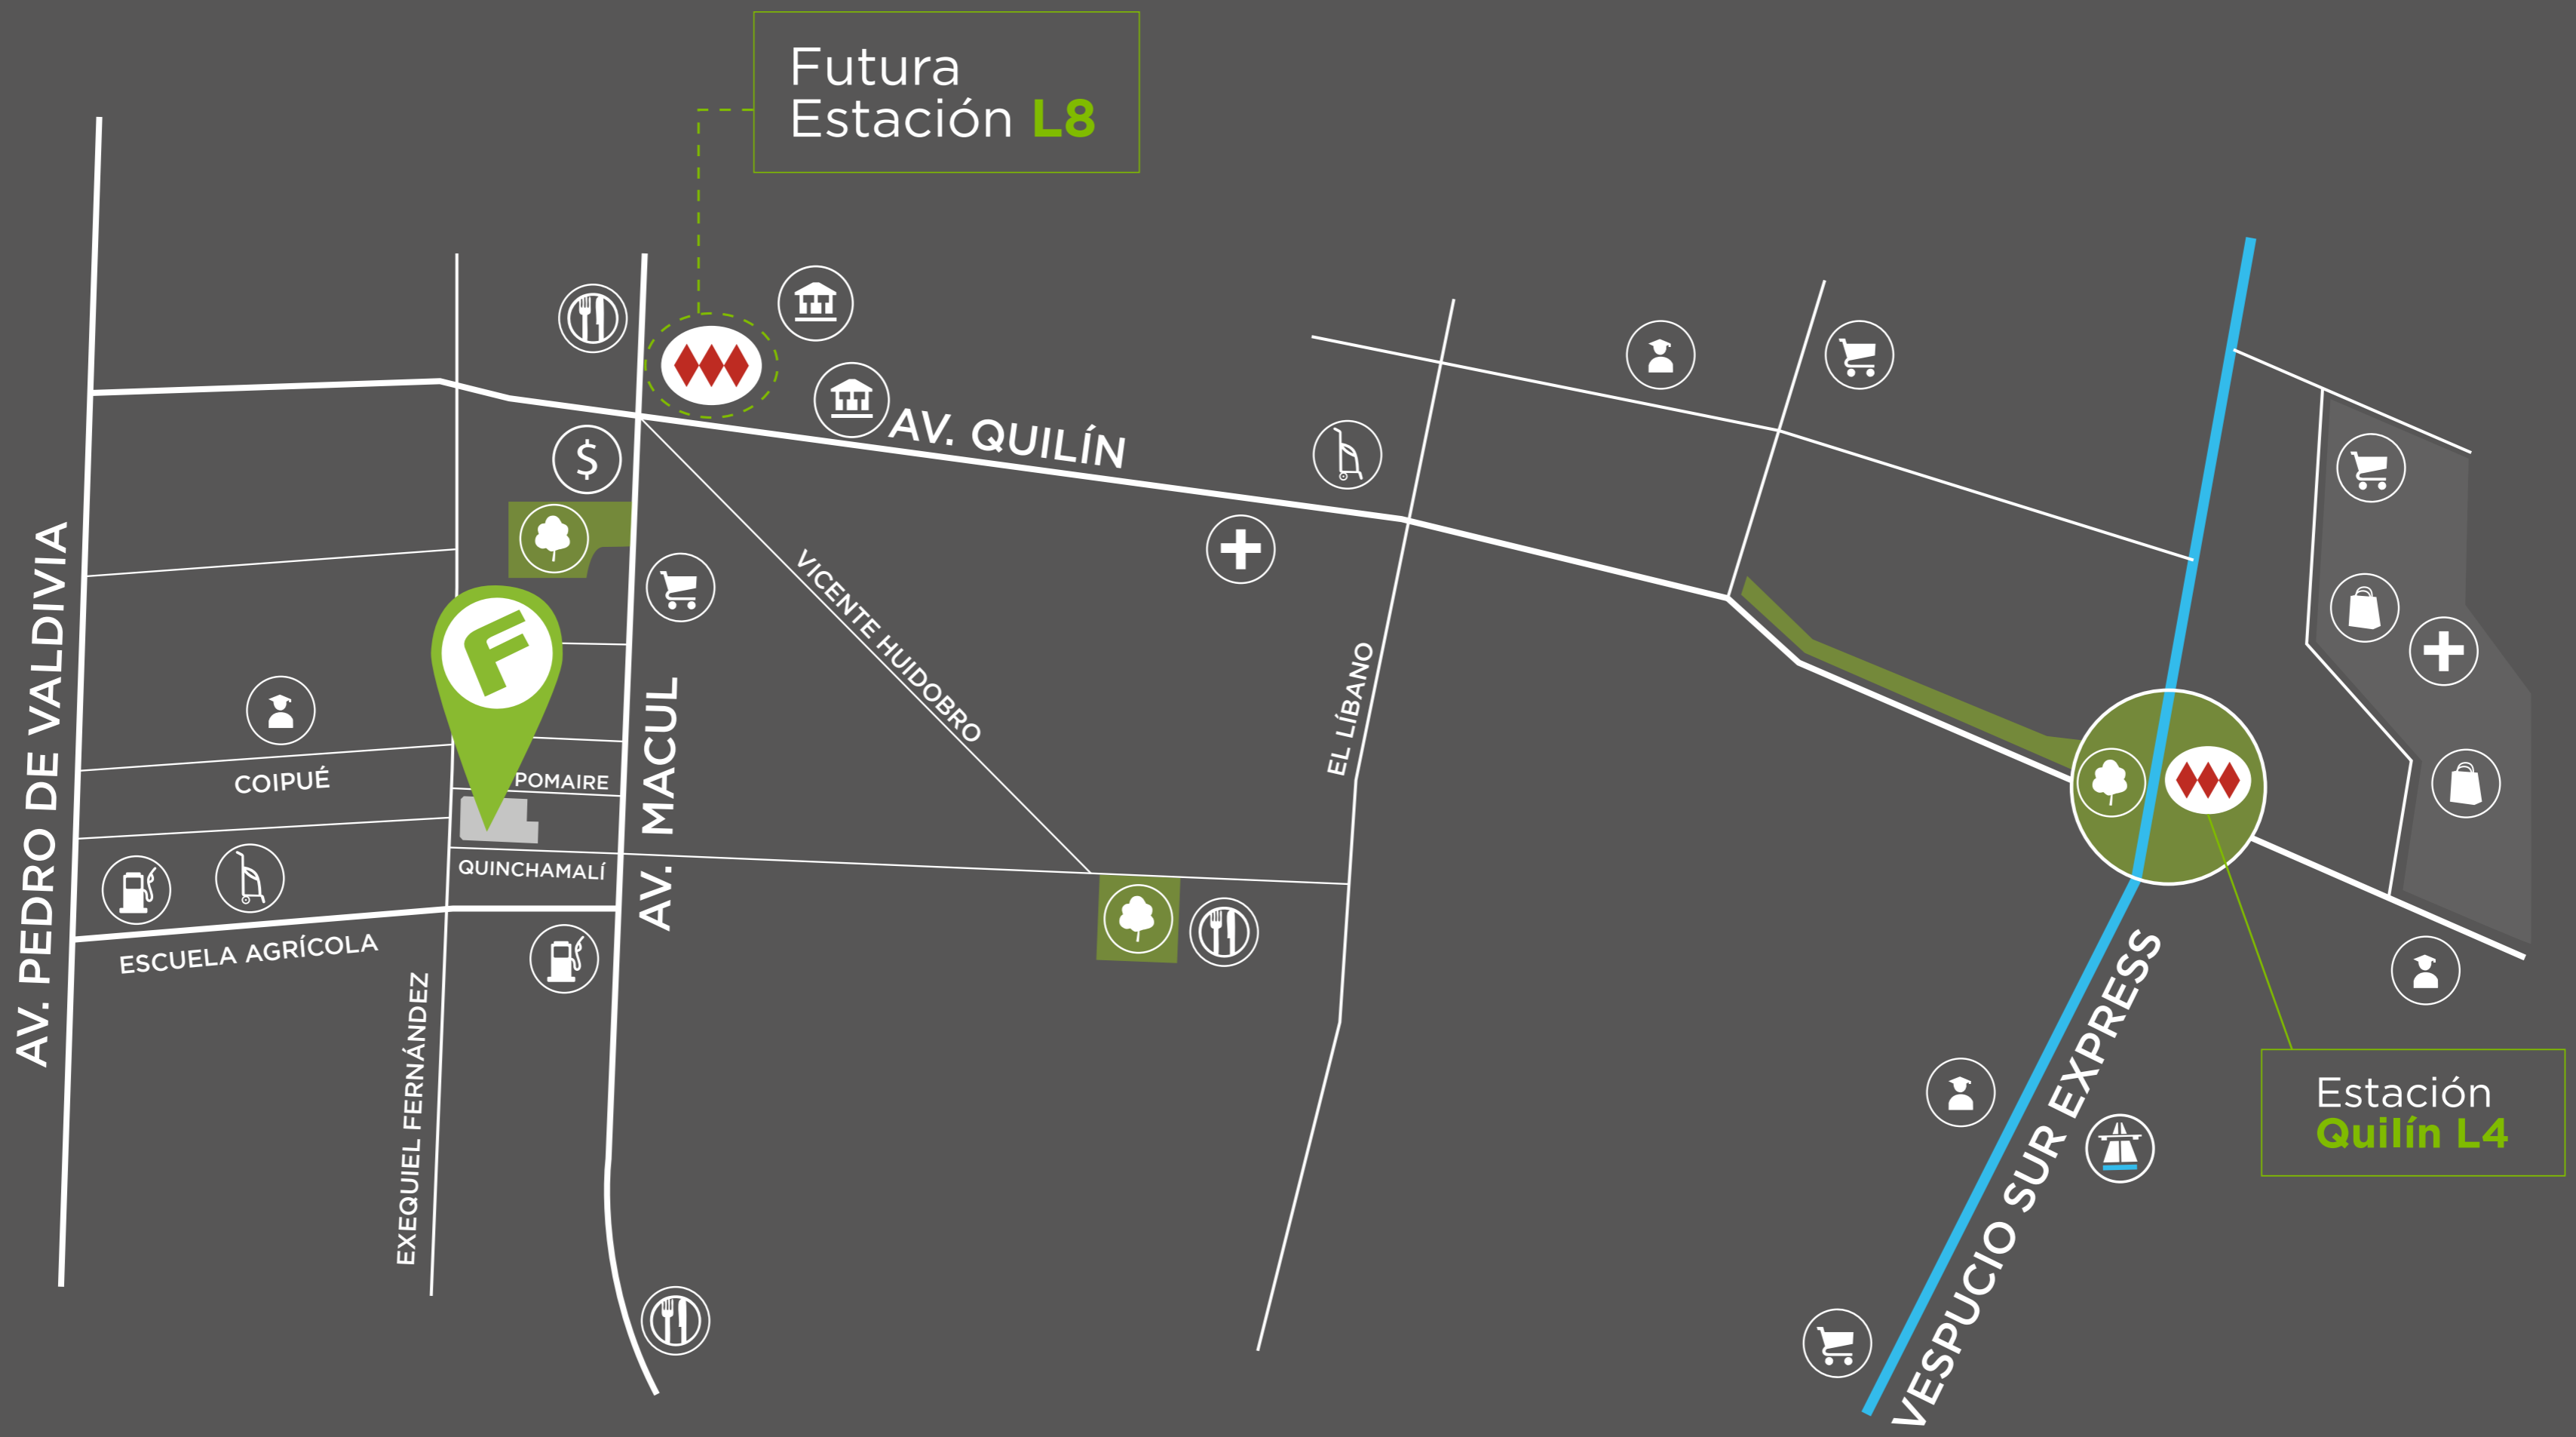 Futura
Estación L8
AV. QUILÍN
AV. PEDRO DE VALDIVIA
VICENTE HUIDOBRO
EL LÍBANO
AV. MACUL
COIPUÉ
POMAIRE
QUINCHAMALÍ
ESCUELA AGRÍCOLA
EXEQUIEL FERNÁNDEZ
VESPUCIO SUR EXPRESS
Estación
Quilín L4
$
F